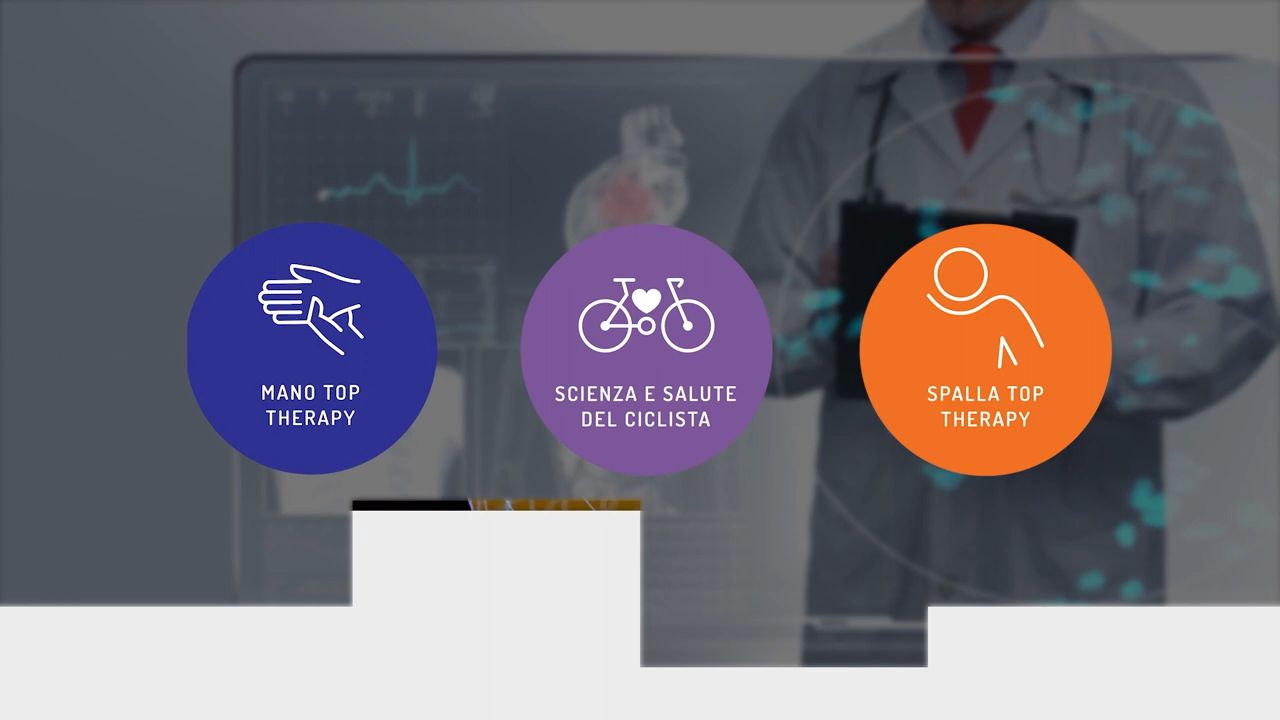 MANO TOP
THERAPY
SCIENZA E SALUTE
DEL CICLISTA
SPALLA TOP
THERAPY